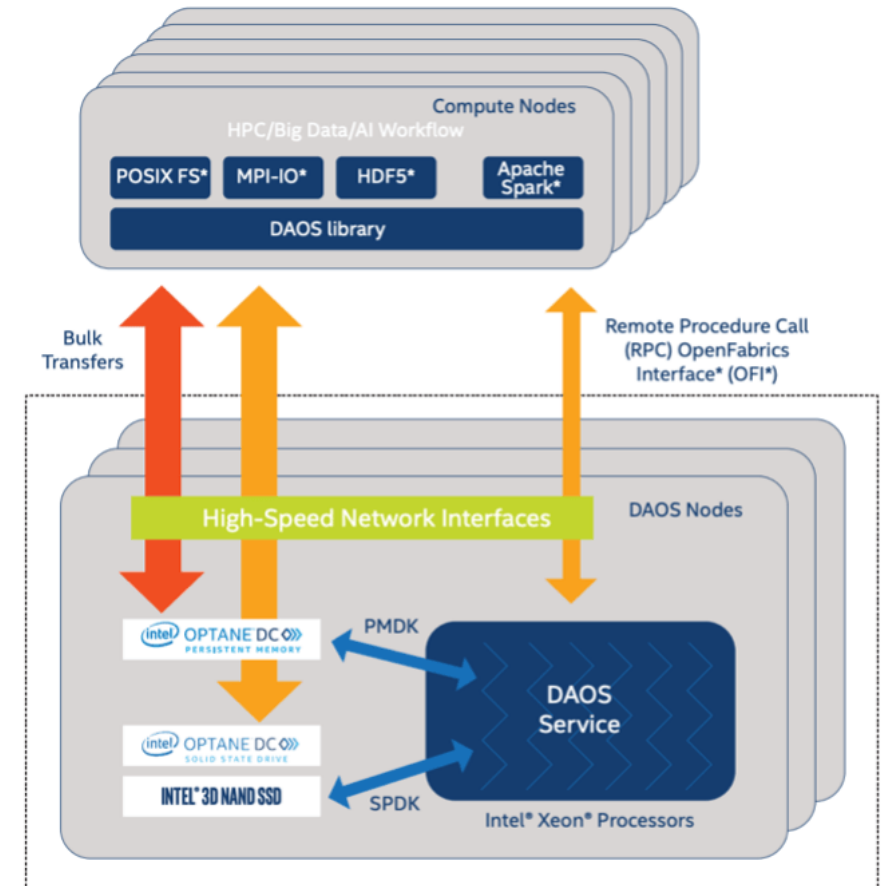 Compute Nodes
HPC/Big Data/AI Workflow
POSIX FS*
MPI-IO*
HDF5*
Apache
Spark*
DAOS library
Bulk
Transfers
Remote Procedure Call
(RPC) OpenFabrics
Interface* (OFI*)
High-Speed Network Interfaces
DAOS Nodes
intel OPTANE DC
PERSISTENT MEMORY
PMDK
DAOS
Service
intel OPTANE DC
SOLID STATE DRIVE
INTEL® 3D NAND SSD
SPDK
Intel® Xeon® Processors